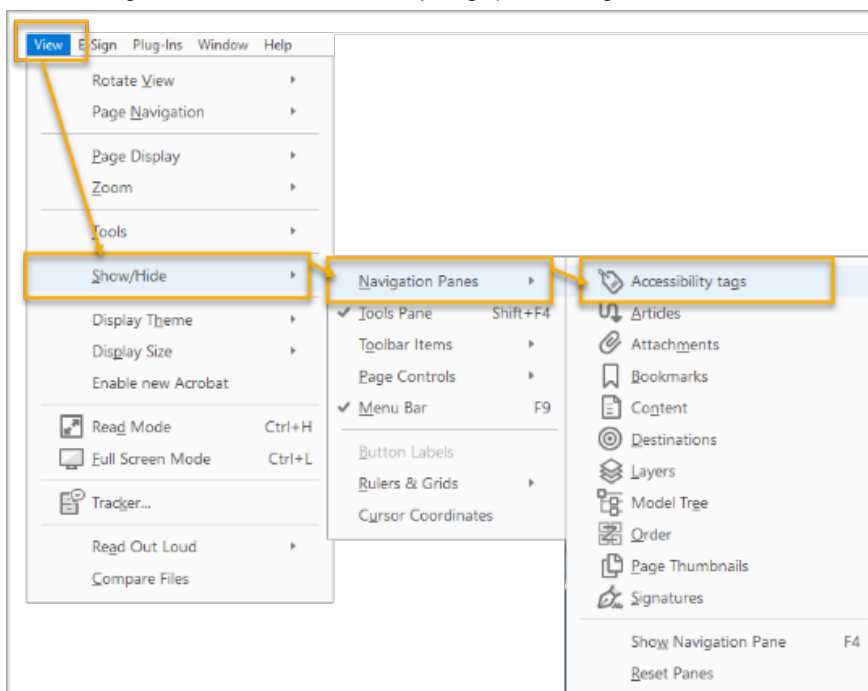 View E-Sign Plug-Ins Window Help
Rotate View
Page Navigation
Page Display
Zoom
Tools
Show/Hide
Display Theme
Display Size
Enable new Acrobat
Read Mode Ctrl+H
Full Screen Mode Ctrl+L
Tracker...
Read Out Loud
Compare Files
Navigation Panes
Tools Pane Shift+F4
Toolbar Items
Page Controls
Menu Bar F9
Button Labels
Rulers & Grids
Cursor Coordinates
Accessibility tags
Articles
Attachments
Bookmarks
Content
Destinations
Layers
Model Tree
Order
Page Thumbnails
Signatures
Show Navigation Pane F4
Reset Panes